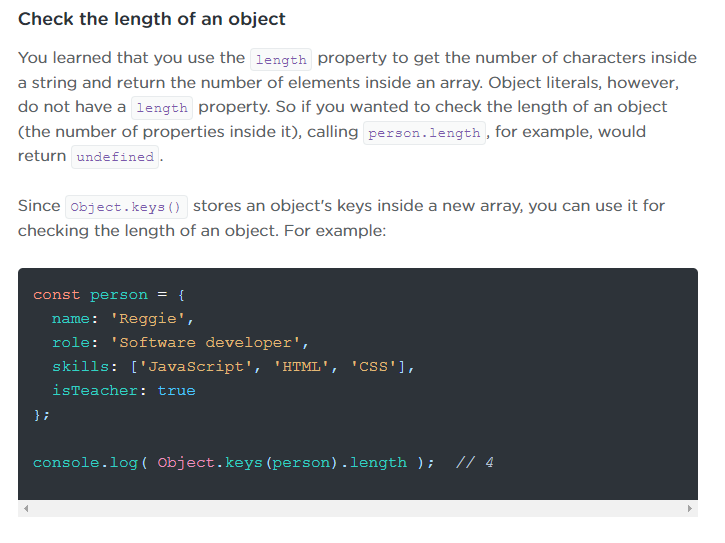 Check the length of an object
You learned that you use the length property to get the number of characters inside
a string and return the number of elements inside an array. Object literals, however,
do not have a length property. So if you wanted to check the length of an object
(the number of properties inside it), calling person.length, for example, would
return undefined.
Since Object.keys() stores an object's keys inside a new array, you can use it for
checking the length of an object. For example:
const person = {
  name: 'Reggie',
  role: 'Software developer',
  skills: ['JavaScript', 'HTML', 'CSS'],
  isTeacher: true
};
console.log( Object.keys(person).length );  // 4